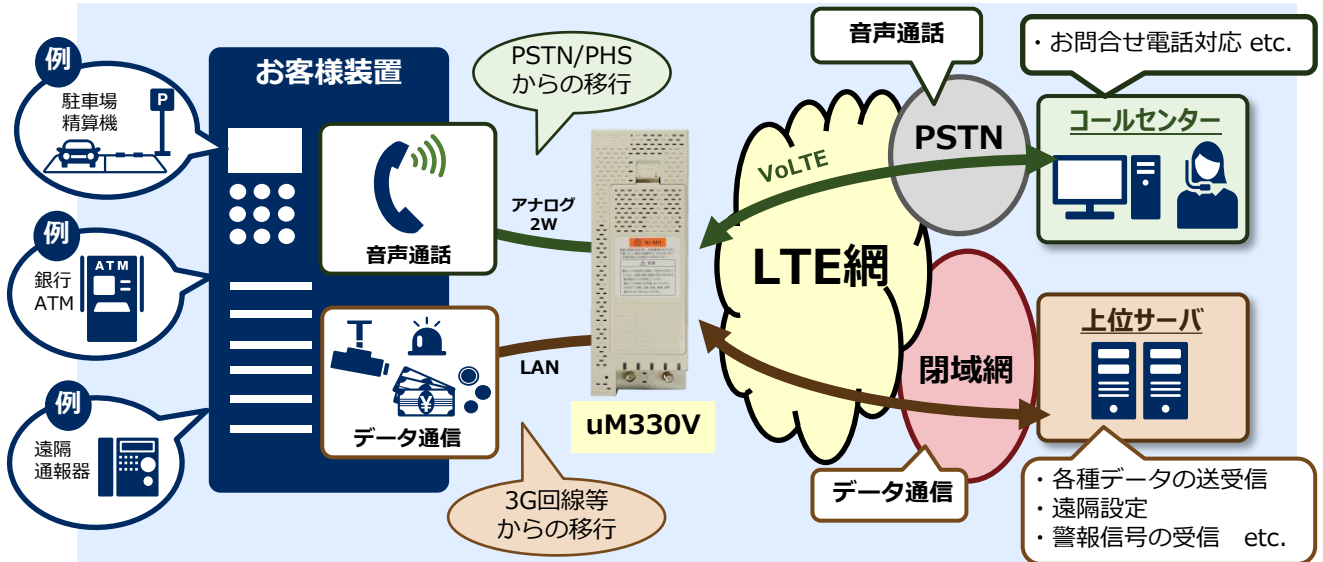 例
駐車場
精算機
P
例
銀行
ATM
ATM
例
遠隔
通報器
お客様装置
音声通話
¥
データ通信
PSTN/PHS
からの移行
アナログ
2W
LAN
3G回線等
からの移行
Ni-MH
uM330V
VoLTE
LTE網
音声通話
PSTN
閉域網
データ通信
・お問合せ電話対応 etc.
コールセンター
上位サーバ
・各種データの送受信
・遠隔設定
・警報信号の受信　etc.